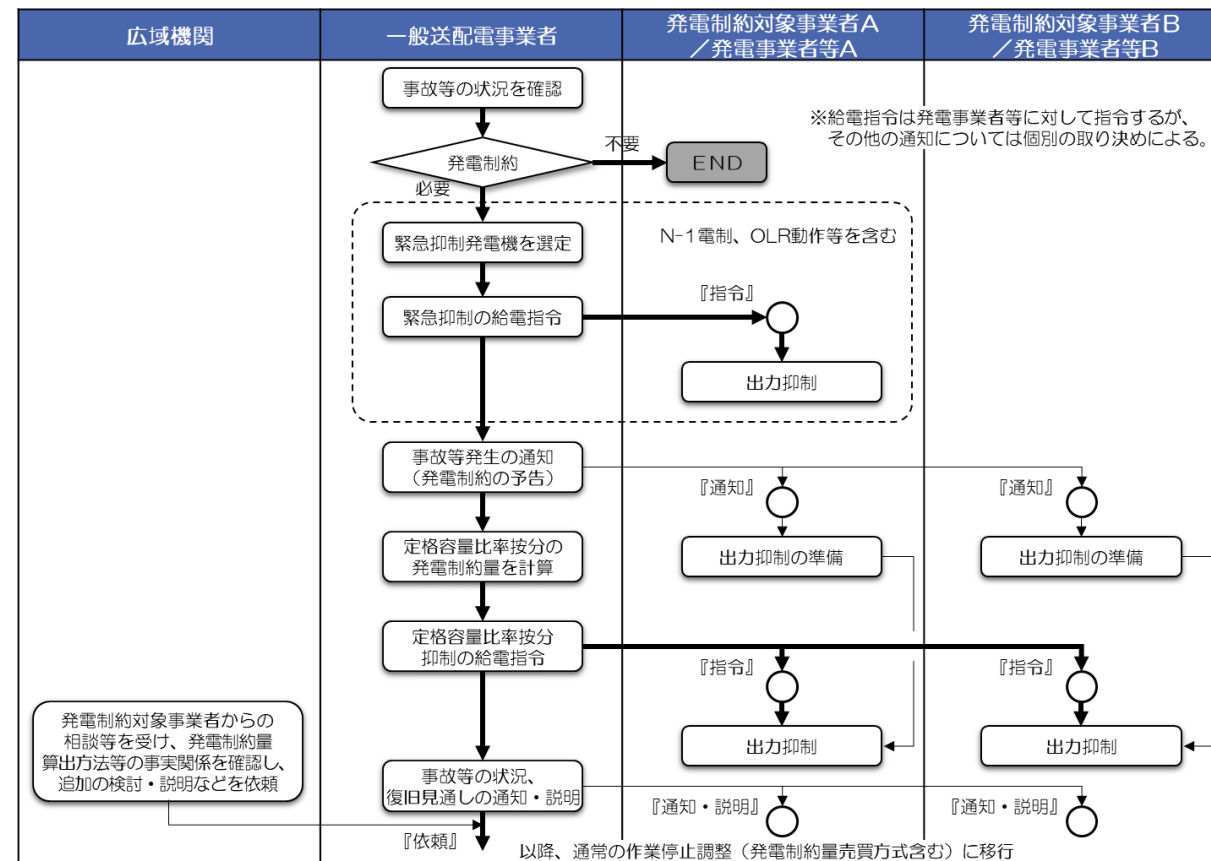 広域機関
一般送配電事業者
発電制約対象事業者A
／発電事業者等A
発電制約対象事業者B
／発電事業者等B
事故等の状況を確認
※給電指令は発電事業者等に対して指令するが、
その他の通知については個別の取り決めによる。
発電制約
不要
END
必要
緊急抑制発電機を選定
N-1電制、OLR動作等を含む
緊急抑制の給電指令
『指令』
出力抑制
事故等発生の通知
（発電制約の予告）
『通知』
『通知』
定格容量比率按分の
発電制約量を計算
出力抑制の準備
出力抑制の準備
定格容量比率按分
抑制の給電指令
『指令』
『指令』
出力抑制
出力抑制
発電制約対象事業者からの
相談等を受け、発電制約量
算出方法等の事実関係を確認し、
追加の検討・説明などを依頼
事故等の状況、
復旧見通しの通知・説明
『通知・説明』
『通知・説明』
『依頼』
以降、通常の作業停止調整（発電制約量売買方式含む）に移行